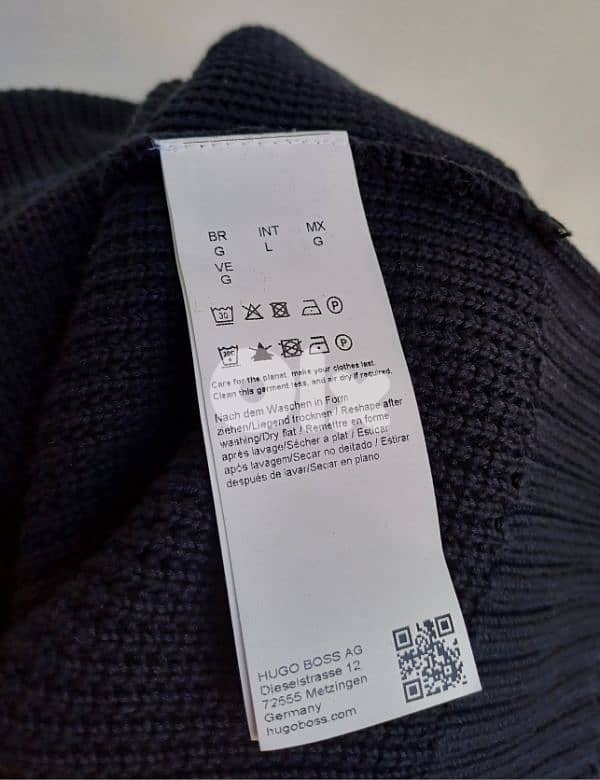 BR INT MX
G L G
VE
G
30
P
30C
P
Care for the planet, make your clothes last.
Clean this garment less, and air dry if required.
Nach dem Waschen in Form
ziehen/Liegend trocknen / Reshape after
washing/Dry flat / Remettre en forme
après lavage/Sécher à plat / Esticar
após lavagem/Secar no deitado / Estirar
después de lavar/Secar en plano
HUGO BOSS AG
Dieselstrasse 12
72555 Metzingen
Germany
hugoboss.com